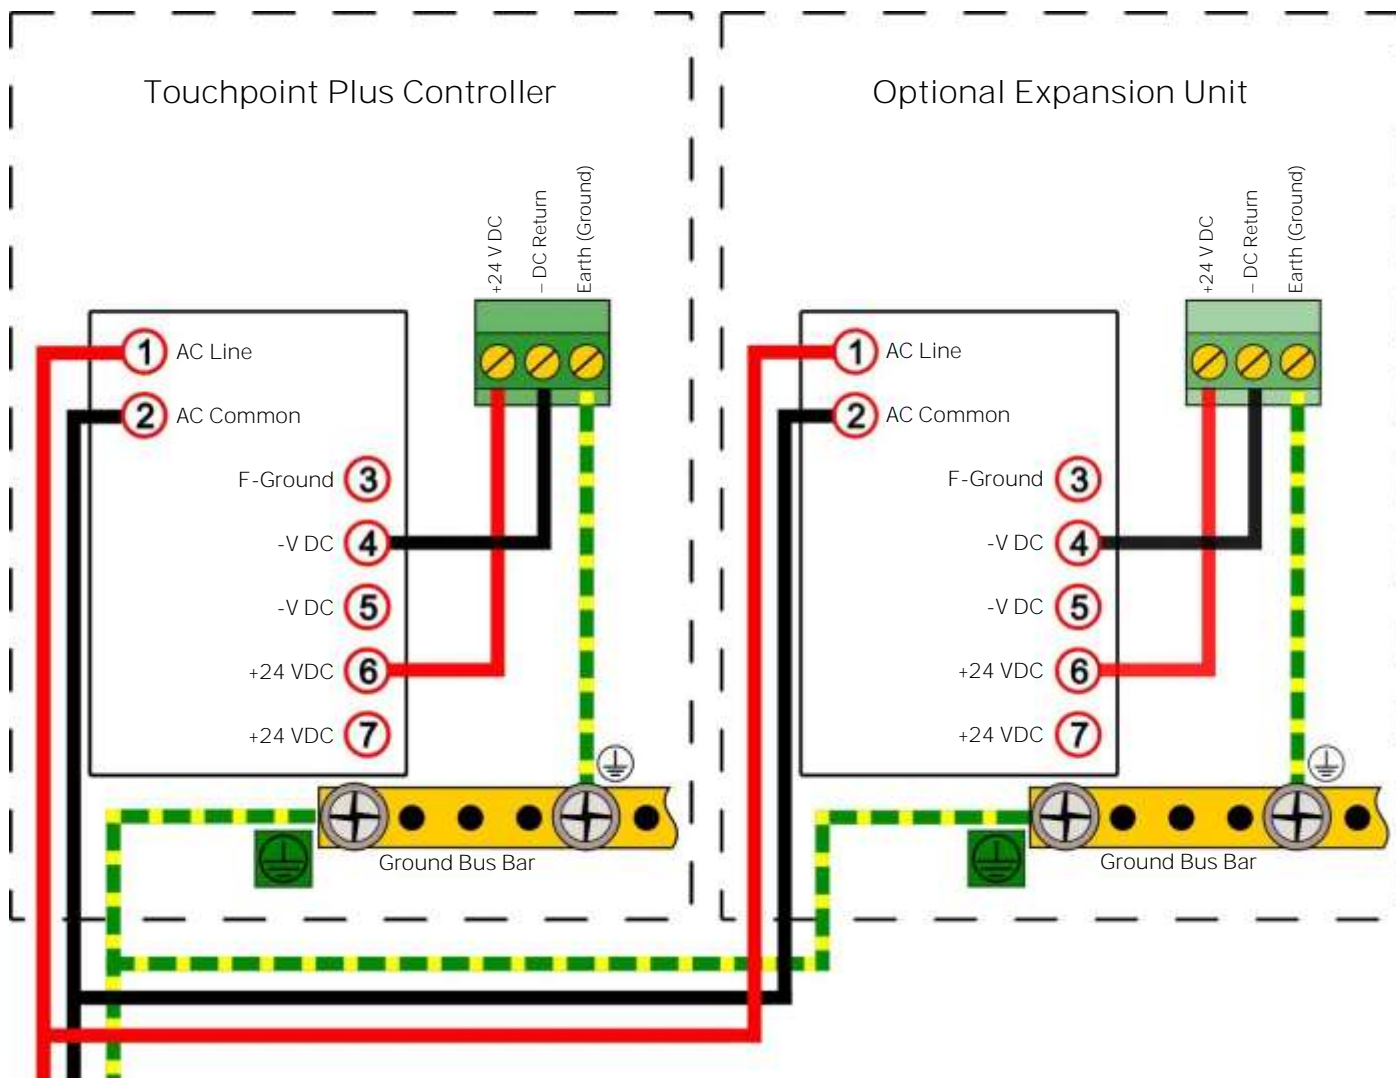 Touchpoint Plus Controller
+24 V DC
– DC Return
Earth (Ground)
1 AC Line
2 AC Common
F-Ground 3
-V DC 4
-V DC 5
+24 VDC 6
+24 VDC 7
Ground Bus Bar
Optional Expansion Unit
+24 V DC
– DC Return
Earth (Ground)
1 AC Line
2 AC Common
F-Ground 3
-V DC 4
-V DC 5
+24 VDC 6
+24 VDC 7
Ground Bus Bar